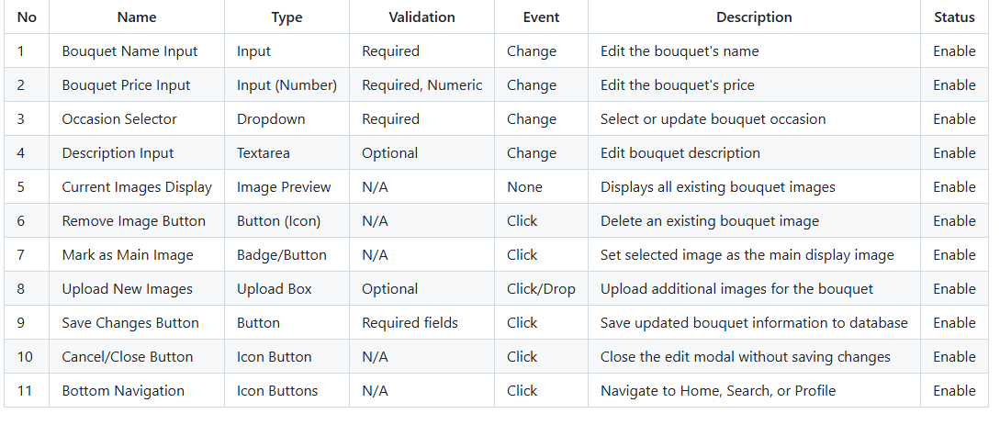 No Name Type Validation Event Description Status
1 Bouquet Name Input Input Required Change Edit the bouquet's name Enable
2 Bouquet Price Input Input (Number) Required, Numeric Change Edit the bouquet's price Enable
3 Occasion Selector Dropdown Required Change Select or update bouquet occasion Enable
4 Description Input Textarea Optional Change Edit bouquet description Enable
5 Current Images Display Image Preview N/A None Displays all existing bouquet images Enable
6 Remove Image Button Button (Icon) N/A Click Delete an existing bouquet image Enable
7 Mark as Main Image Badge/Button N/A Click Set selected image as the main display image Enable
8 Upload New Images Upload Box Optional Click/Drop Upload additional images for the bouquet Enable
9 Save Changes Button Button Required fields Click Save updated bouquet information to database Enable
10 Cancel/Close Button Icon Button N/A Click Close the edit modal without saving changes Enable
11 Bottom Navigation Icon Buttons N/A Click Navigate to Home, Search, or Profile Enable